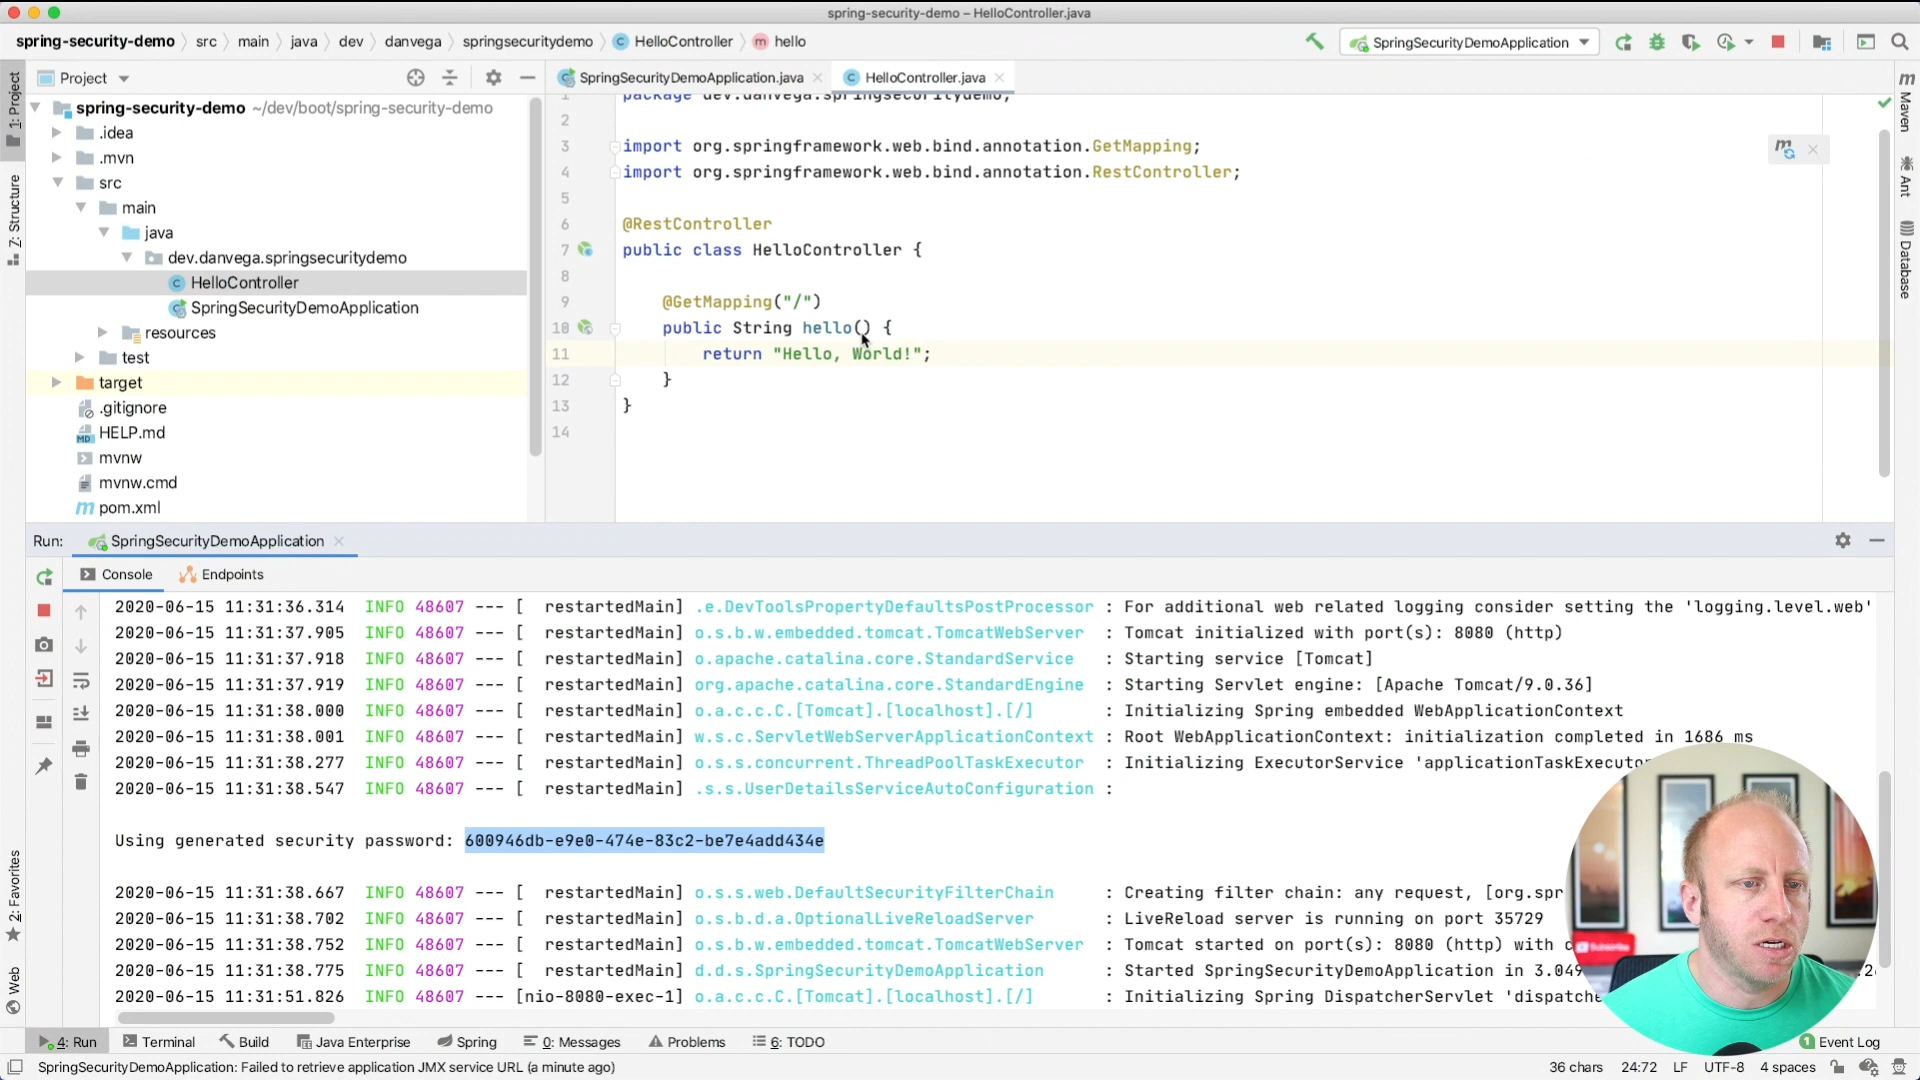 spring-security-demo – HelloController.java
spring-security-demo src main java dev danvega springsecuritydemo HelloController hello
SpringSecurityDemoApplication
Project
SpringSecurityDemoApplication.java
HelloController.java
spring-security-demo ~/dev/boot/spring-security-demo
.idea
.mvn
src
main
java
dev.danvega.springsecuritydemo
HelloController
SpringSecurityDemoApplication
resources
test
target
.gitignore
HELP.md
mvnw
mvnw.cmd
pom.xml
1: Project
7: Structure
2: Favorites
Web
1 package dev.danvega.springsecuritydemo;
2
3 import org.springframework.web.bind.annotation.GetMapping;
4 import org.springframework.web.bind.annotation.RestController;
5
6 @RestController
7 public class HelloController {
8
9 @GetMapping("/")
10 public String hello() {
11 return "Hello, World!";
12 }
13 }
14
Maven
Ant
Database
Run: SpringSecurityDemoApplication
Console Endpoints
2020-06-15 11:31:36.314 INFO 48607 --- [ restartedMain] .e.DevToolsPropertyDefaultsPostProcessor : For additional web related logging consider setting the 'logging.level.web'
2020-06-15 11:31:37.905 INFO 48607 --- [ restartedMain] o.s.b.w.embedded.tomcat.TomcatWebServer : Tomcat initialized with port(s): 8080 (http)
2020-06-15 11:31:37.918 INFO 48607 --- [ restartedMain] o.apache.catalina.core.StandardService : Starting service [Tomcat]
2020-06-15 11:31:37.919 INFO 48607 --- [ restartedMain] org.apache.catalina.core.StandardEngine : Starting Servlet engine: [Apache Tomcat/9.0.36]
2020-06-15 11:31:38.000 INFO 48607 --- [ restartedMain] o.a.c.c.C.[Tomcat].[localhost].[/] : Initializing Spring embedded WebApplicationContext
2020-06-15 11:31:38.001 INFO 48607 --- [ restartedMain] w.s.c.ServletWebServerApplicationContext : Root WebApplicationContext: initialization completed in 1686 ms
2020-06-15 11:31:38.277 INFO 48607 --- [ restartedMain] o.s.s.concurrent.ThreadPoolTaskExecutor : Initializing ExecutorService 'applicationTaskExecutor
2020-06-15 11:31:38.547 INFO 48607 --- [ restartedMain] .s.s.UserDetailsServiceAutoConfiguration :
Using generated security password: 600946db-e9e0-474e-83c2-be7e4add434e
2020-06-15 11:31:38.667 INFO 48607 --- [ restartedMain] o.s.s.web.DefaultSecurityFilterChain : Creating filter chain: any request, [org.spr
2020-06-15 11:31:38.702 INFO 48607 --- [ restartedMain] o.s.b.d.a.OptionalLiveReloadServer : LiveReload server is running on port 35729
2020-06-15 11:31:38.752 INFO 48607 --- [ restartedMain] o.s.b.w.embedded.tomcat.TomcatWebServer : Tomcat started on port(s): 8080 (http) with c
2020-06-15 11:31:38.775 INFO 48607 --- [ restartedMain] d.d.s.SpringSecurityDemoApplication : Started SpringSecurityDemoApplication in 3.049
2020-06-15 11:31:51.826 INFO 48607 --- [nio-8080-exec-1] o.a.c.c.C.[Tomcat].[localhost].[/] : Initializing Spring DispatcherServlet 'dispatche
4: Run Terminal Build Java Enterprise Spring 0: Messages Problems 6: TODO 1 Event Log
SpringSecurityDemoApplication: Failed to retrieve application JMX service URL (a minute ago) 36 chars 24:72 LF UTF-8 4 spaces